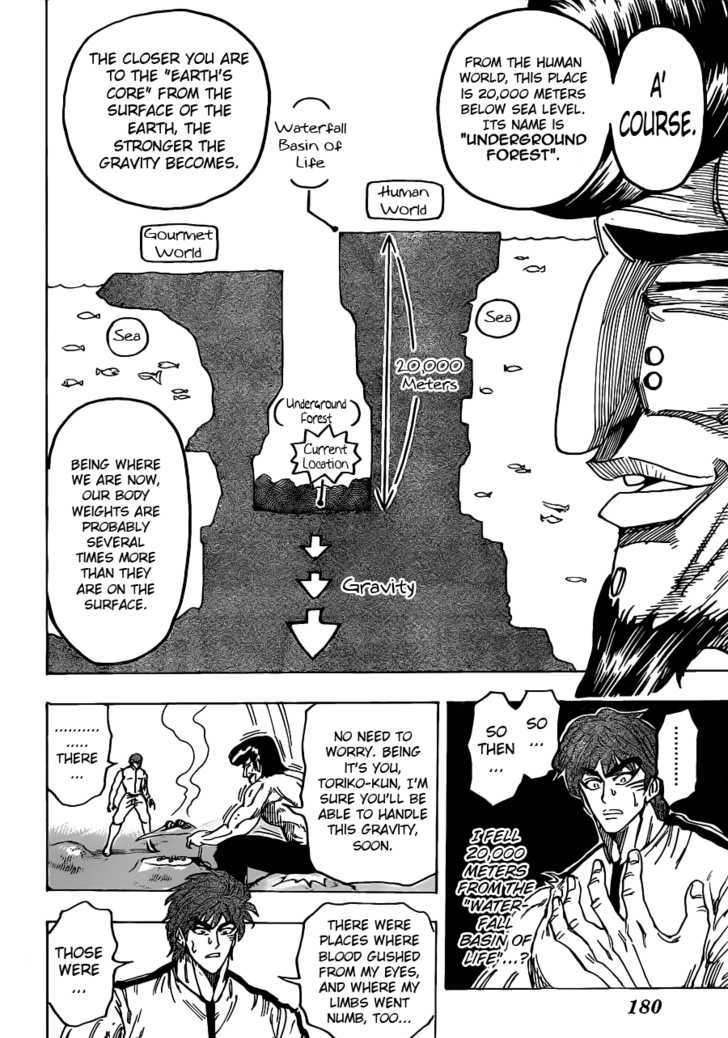 A'
COURSE.
FROM THE HUMAN
WORLD, THIS PLACE
IS 20,000 METERS
BELOW SEA LEVEL.
ITS NAME IS
"UNDERGROUND
FOREST".
THE CLOSER YOU ARE
TO THE "EARTH'S
CORE" FROM THE
SURFACE OF THE
EARTH, THE
STRONGER THE
GRAVITY BECOMES.
Waterfall
Basin of
Life
Human
World
Gourmet
World
Sea
Sea
20,000
Meters
Underground
Forest
Current
Location
Gravity
BEING WHERE
WE ARE NOW,
OUR BODY
WEIGHTS ARE
PROBABLY
SEVERAL
TIMES MORE
THAN THEY
ARE ON THE
SURFACE.
.........
SO
...
SO
THEN
...
I FELL
20,000
METERS
FROM THE
"WATER-
FALL
BASIN OF
LIFE"...?
NO NEED TO
WORRY. BEING
IT'S YOU,
TORIKO-KUN, I'M
SURE YOU'LL BE
ABLE TO HANDLE
THIS GRAVITY,
SOON.
...........
.....
THERE
...
THERE WERE
PLACES WHERE
BLOOD GUSHED
FROM MY EYES,
AND WHERE MY
LIMBS WENT
NUMB, TOO...
THOSE
WERE
...
180